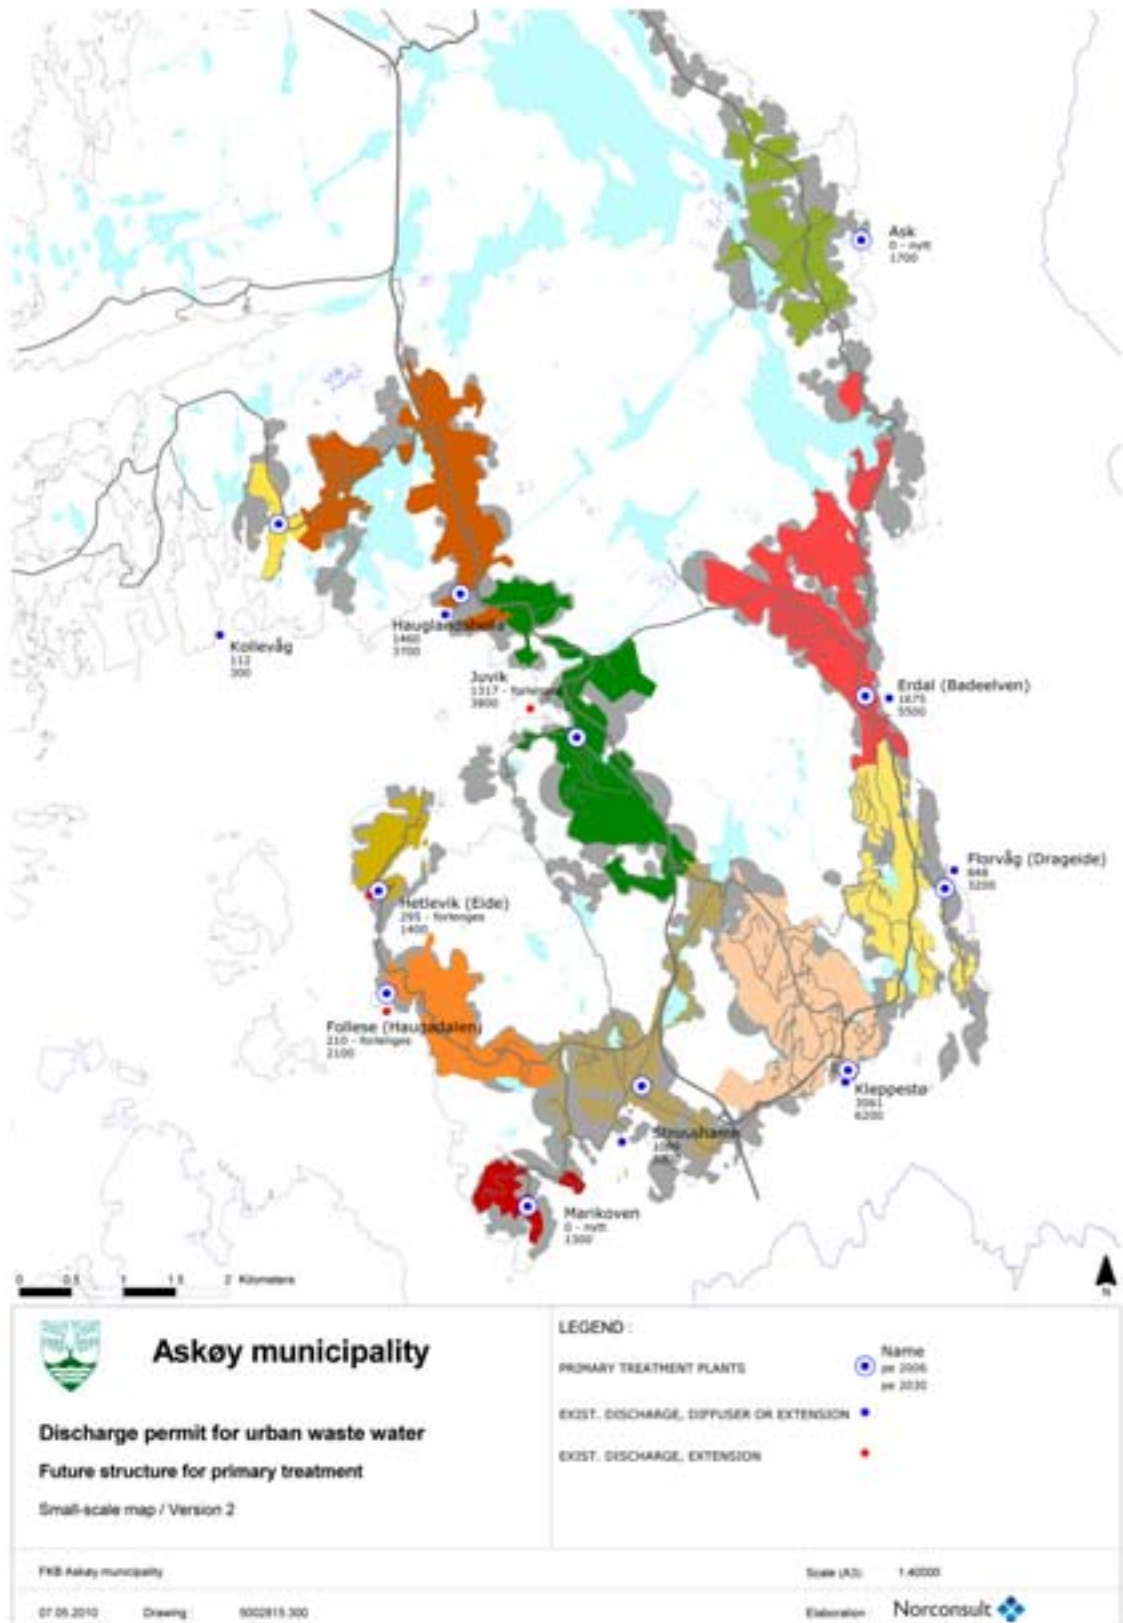 Ask
0 - nytt
1700
Kollevåg
112
300
1460
3700
Juvik
1317 -
3800
Erdal (Badeelven)
1675
5500
Florvåg (Drageide)
848
3200
Hetlevik (Eide)
295 - forlenges
1400
Follese (Haugadalen)
210 - forlenges
2100
Kleppestø
3061
6200
Marikoven
0 - nytt
1300
0 0.5 1 1.5 2 Kilometers
N
Askøy municipality
Discharge permit for urban waste water
Future structure for primary treatment
Small-scale map / Version 2
LEGEND :
PRIMARY TREATMENT PLANTS
Name
pe 2006
pe 2030
EXIST. DISCHARGE, DIFFUSER OR EXTENSION
EXIST. DISCHARGE, EXTENSION
FKB Askøy municipality
Scale (A3): 1:40000
07.05.2010 Drawing : 5002815.300
Elaboration : Norconsult